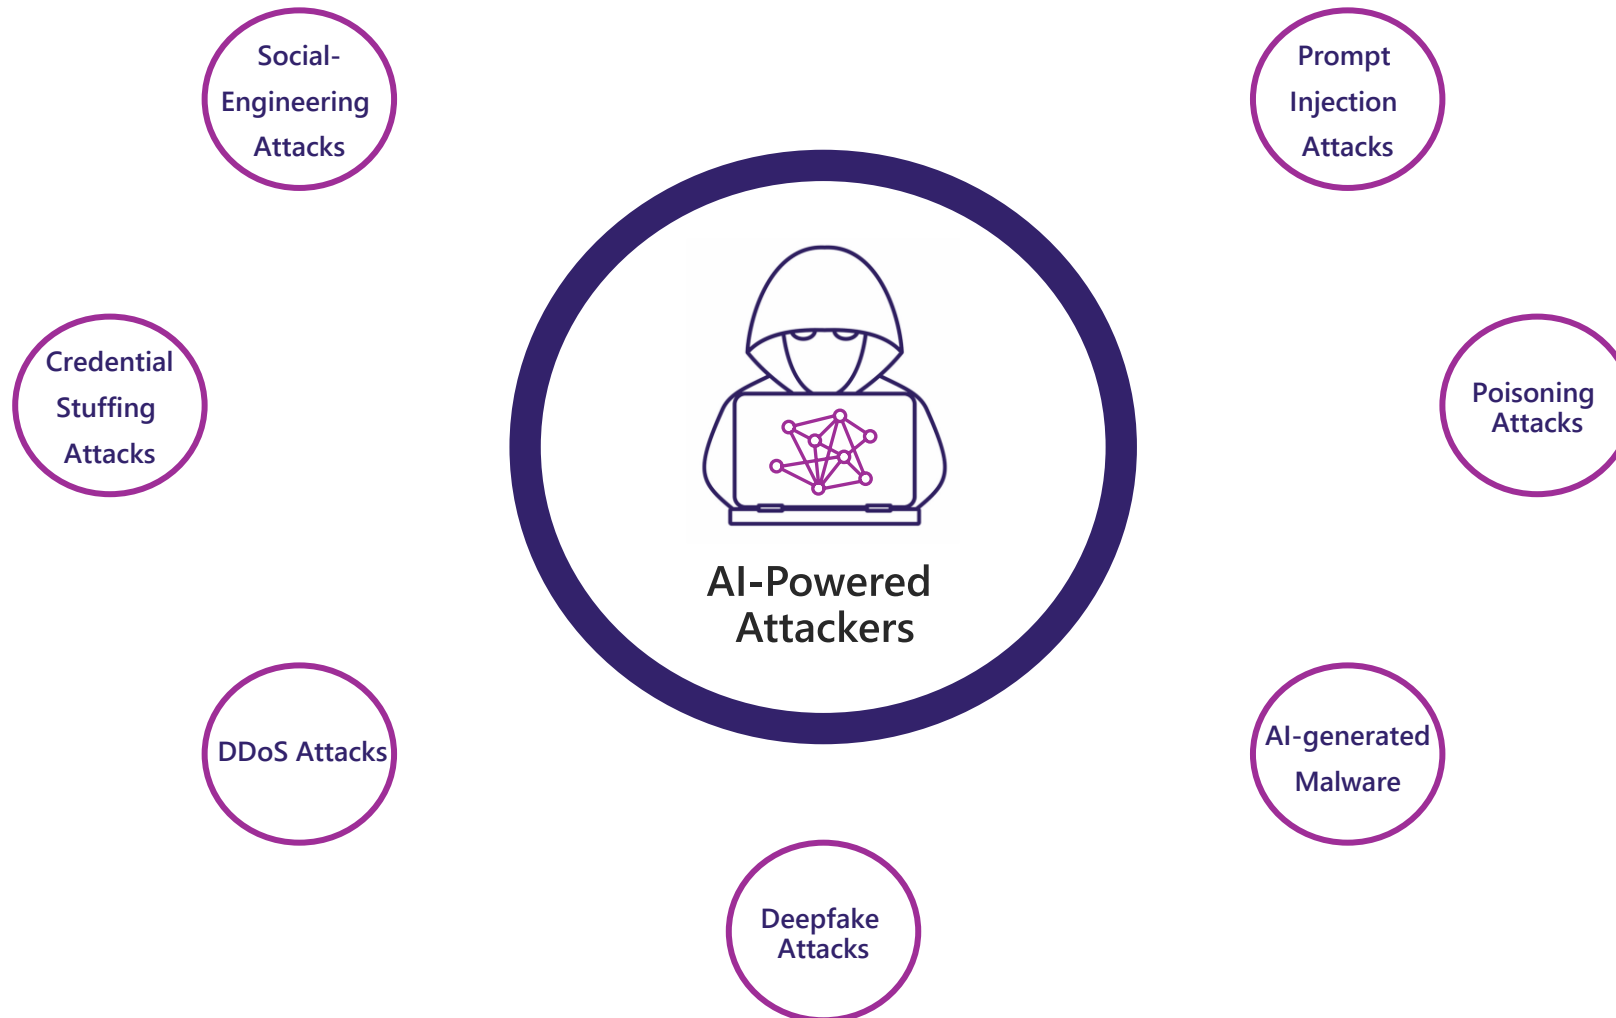 Social-
Engineering
Attacks
Prompt
Injection
Attacks
Credential
Stuffing
Attacks
Poisoning
Attacks
AI-Powered
Attackers
DDoS Attacks
AI-generated
Malware
Deepfake
Attacks